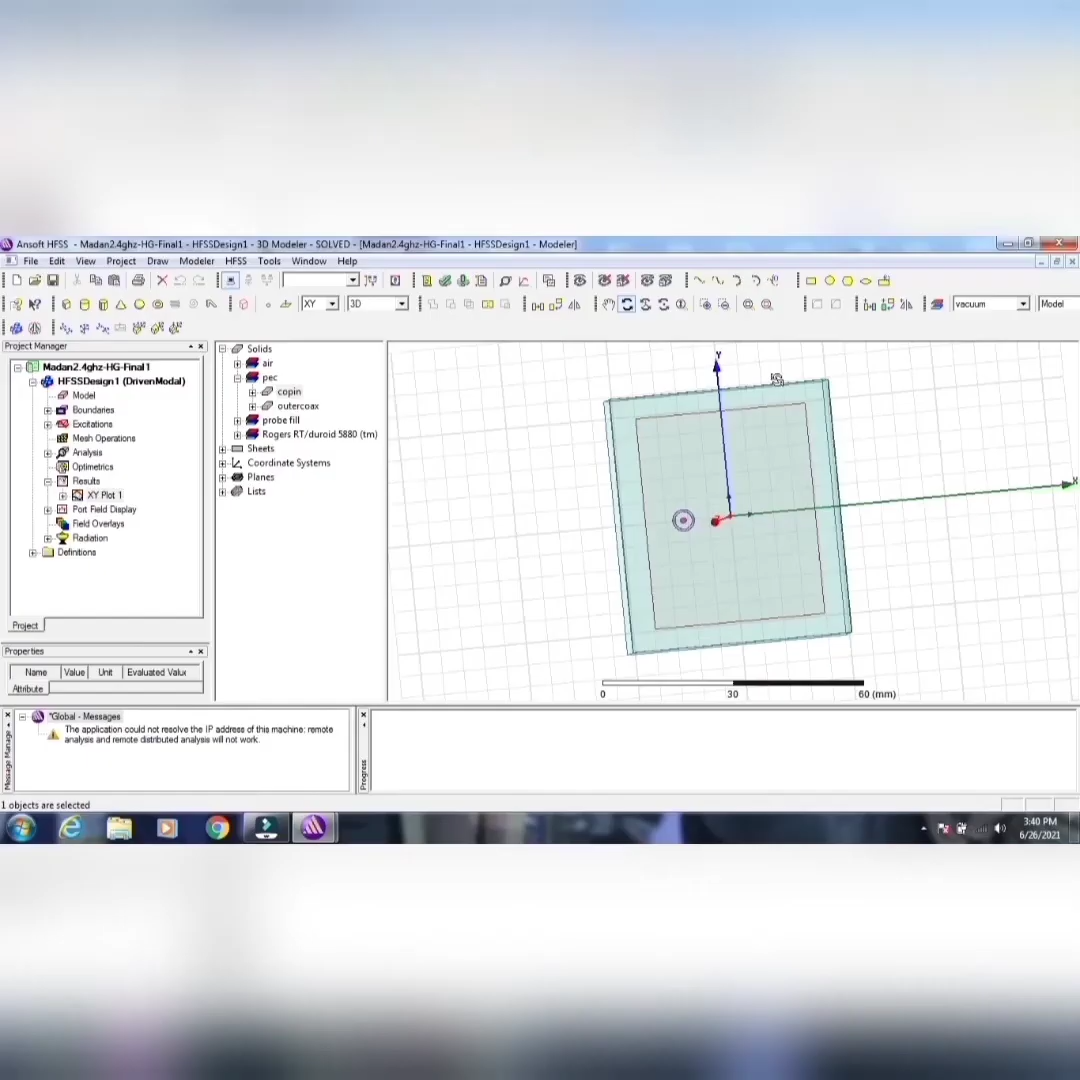 Ansoft HFSS - Madan2.4ghz-HG-Final1 - HFSSDesign1 - 3D Modeler - SOLVED - [Madan2.4ghz-HG-Final1 - HFSSDesign1 - Modeler]
File Edit View Project Draw Modeler HFSS Tools Window Help
XY 3D vacuum Model
Project Manager
Madan2.4ghz-HG-Final1
HFSSDesign1 (DrivenModal)
Model
Boundaries
Excitations
Mesh Operations
Analysis
Optimetrics
Results
XY Plot 1
Port Field Display
Field Overlays
Radiation
Definitions
Project
Properties
Name Value Unit Evaluated Value
Attribute
Solids
air
pec
copin
outercoax
probe fill
Rogers RT/duroid 5880 (tm)
Sheets
Coordinate Systems
Planes
Lists
Y
X
0 30 60 (mm)
Message Manage
*Global - Messages
The application could not resolve the IP address of this machine: remote
analysis and remote distributed analysis will not work.
Progress
1 objects are selected
3:40 PM
6/26/2021